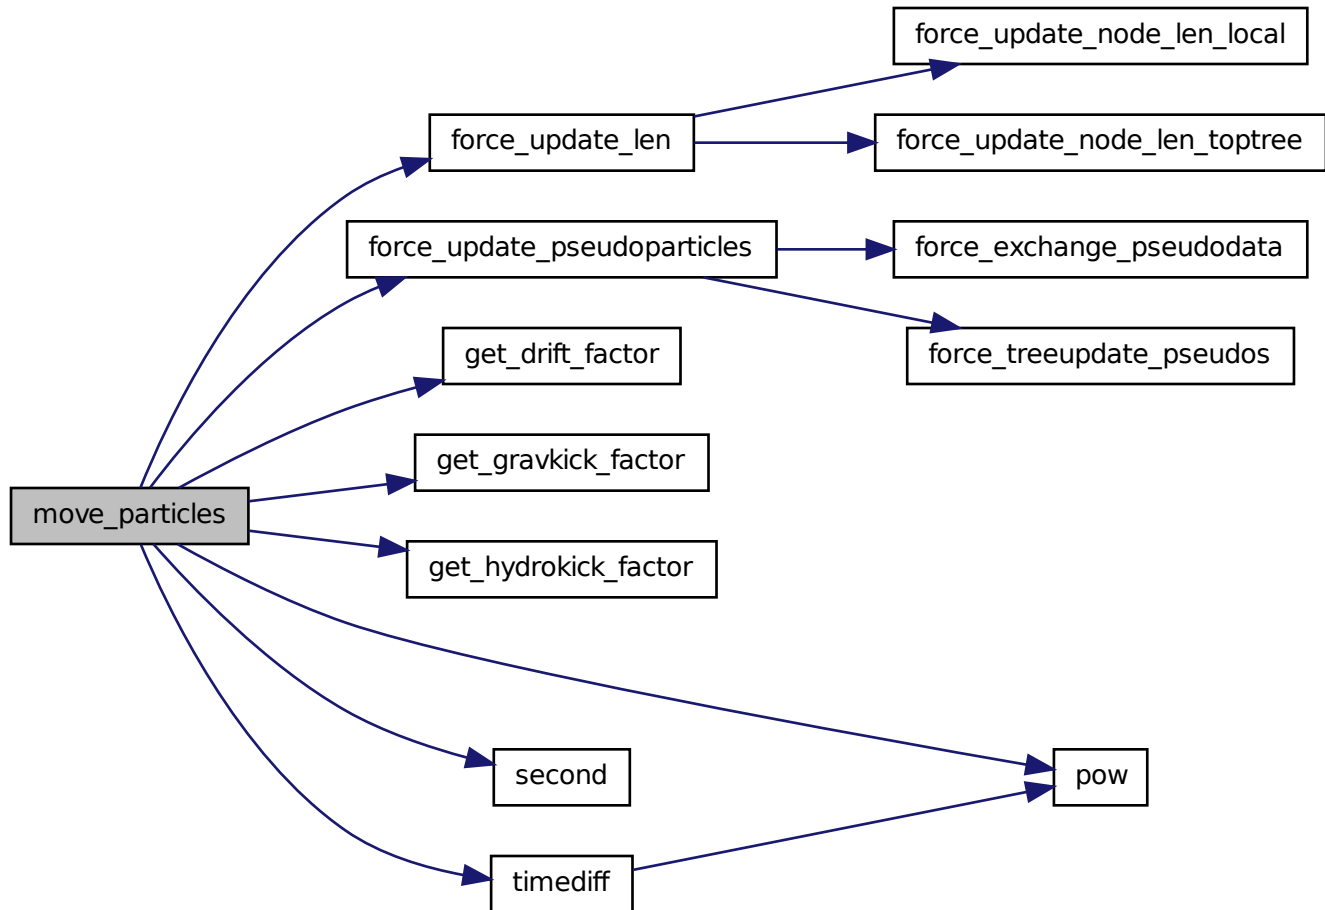 force_update_node_len_local
force_update_len
force_update_node_len_toptree
force_update_pseudoparticles
force_exchange_pseudodata
get_drift_factor
force_treeupdate_pseudos
get_gravkick_factor
move_particles
get_hydrokick_factor
second
pow
timediff